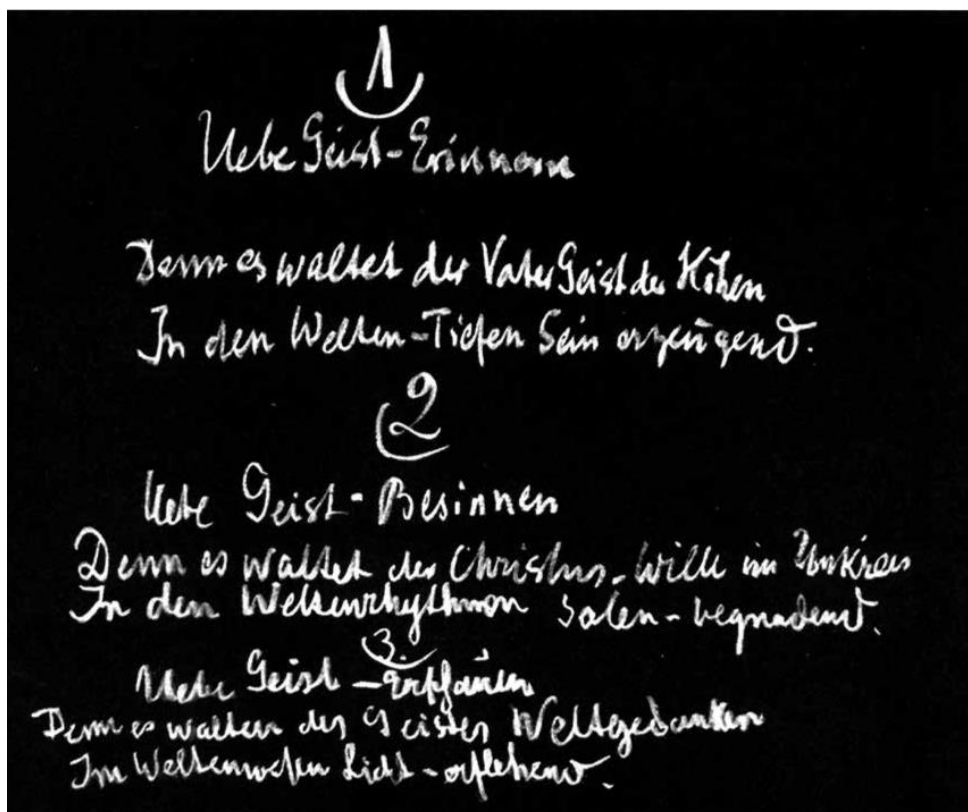 1
Uebe Geist-Erinnern
Denn es waltet der Vater Geist der Höhen
In den Welten-Tiefen Sein erzeugend.
2
Uebe Geist-Besinnen
Denn es waltet der Christus-Wille im Umkreis
In den Weltenrhythmen Seelen-begnadend.
3.
Uebe Geist-Erschauen
Denn es walten des Geistes Weltgedanken
Im Weltenwesen Licht-erflehend.